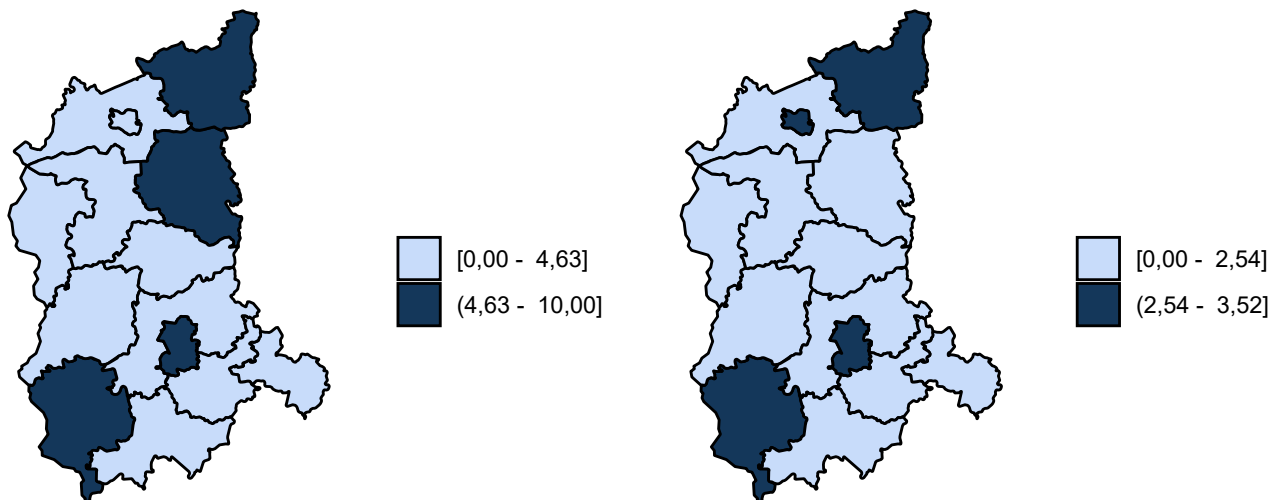 [0,00 - 4,63]
(4,63 - 10,00]
[0,00 - 2,54]
(2,54 - 3,52]